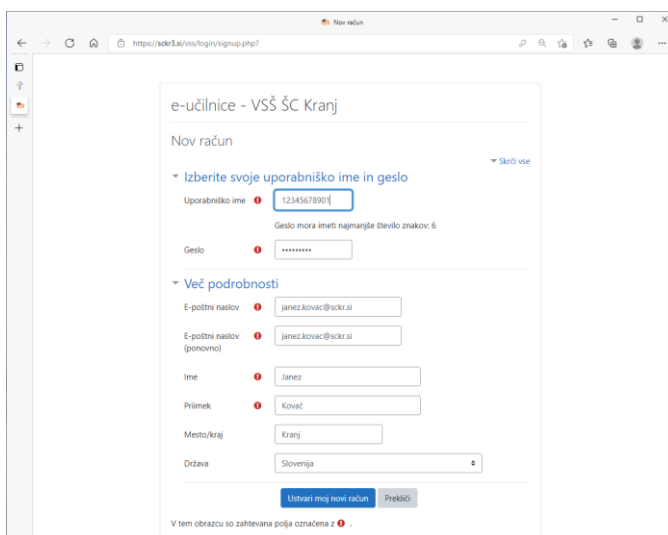 Nov račun
https://sckr3.si/vss/login/signup.php?
e-učilnice - VSŠ ŠC Kranj
Nov račun
Skrči vse
Izberite svoje uporabniško ime in geslo
Uporabniško ime
12345678901
Geslo mora imeti najmanjše število znakov: 6
Geslo
•••••••••
Več podrobnosti
E-poštni naslov
janez.kovac@sckr.si
E-poštni naslov
(ponovno)
janez.kovac@sckr.si
Ime
Janez
Priimek
Kovač
Mesto/kraj
Kranj
Država
Slovenija
Ustvari moj novi račun
Prekliči
V tem obrazcu so zahtevana polja označena z .